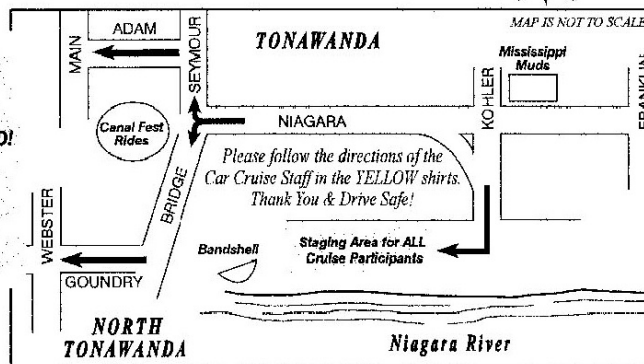 MAP IS NOT TO SCALE
ADAM
MAIN
SEYMOUR
TONAWANDA
Mississippi
Muds
KOHLER
FRANKLIN
Canal Fest
Rides
NIAGARA
Please follow the directions of the
Car Cruise Staff in the YELLOW shirts.
Thank You & Drive Safe!
BRIDGE
WEBSTER
Bandshell
Staging Area for ALL
Cruise Participants
GOUNDRY
NORTH
TONAWANDA
Niagara River